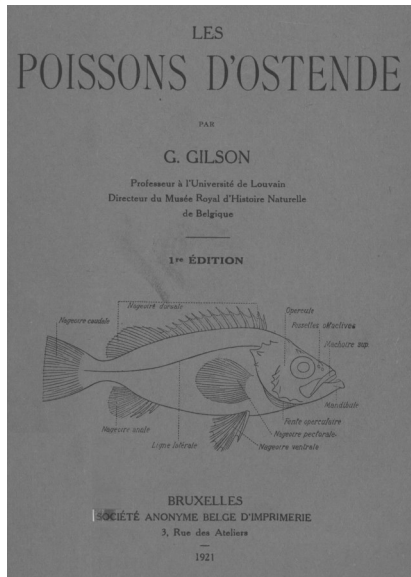 LES
POISSONS D'OSTENDE
PAR
G. GILSON
Professeur à l'Université de Louvain
Directeur du Musée Royal d'Histoire Naturelle
de Belgique
1re ÉDITION
Nageoire dorsale
Opercule
Nageoire caudale
Fossettes olfactives
Machoire sup
Mandibule
Fente operculaire
Nageoire anale
Nageoire pectorale
Ligne latérale
Nageoire ventrale
BRUXELLES
SOCIÉTÉ ANONYME BELGE D'IMPRIMERIE
3, Rue des Ateliers
1921